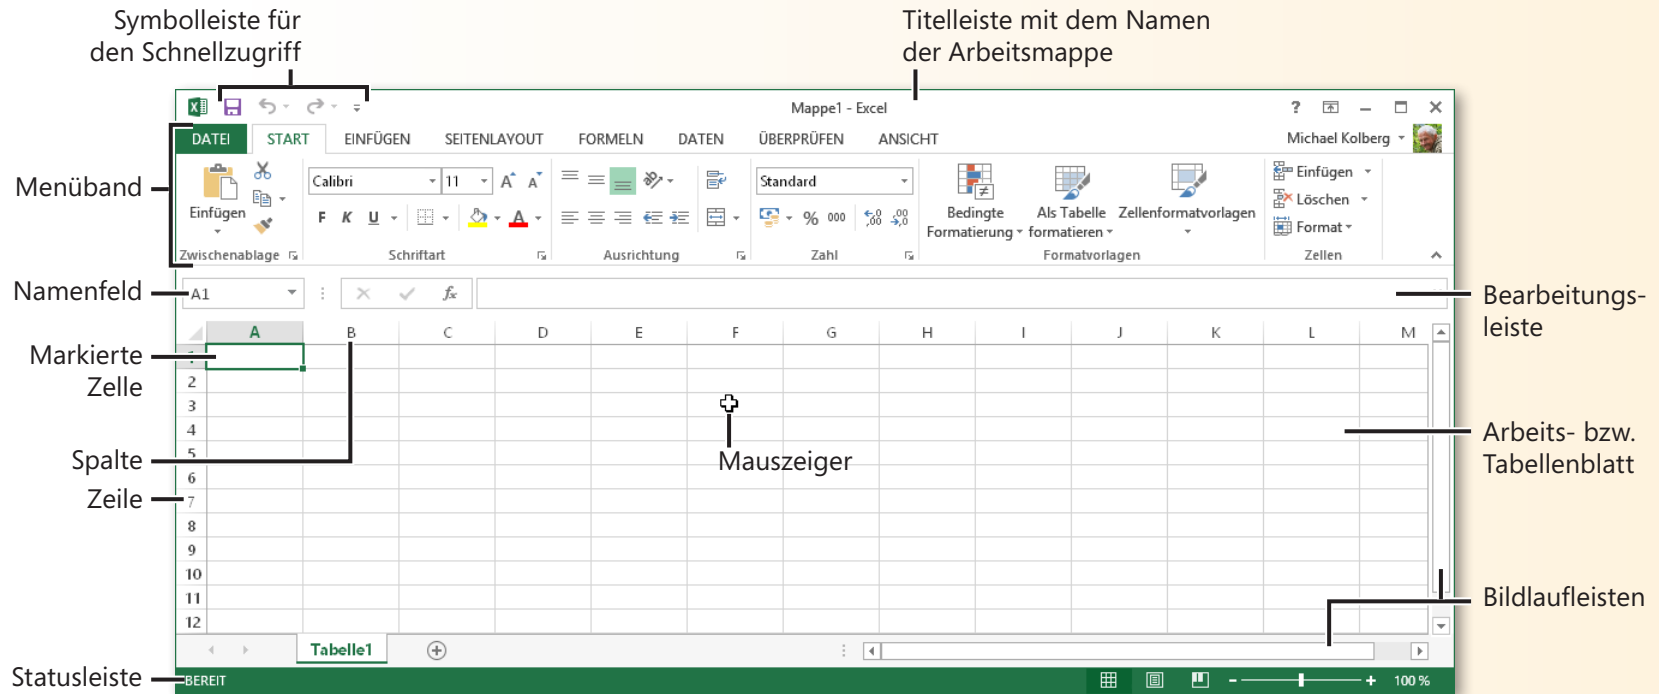 Symbolleiste für
den Schnellzugriff
Titelleiste mit dem Namen
der Arbeitsmappe
Mappe1 - Excel
?
DATEI START EINFÜGEN SEITENLAYOUT FORMELN DATEN ÜBERPRÜFEN ANSICHT
Michael Kolberg
Menüband
Einfügen
Zwischenablage
Calibri 11
F K U A
Schriftart
Ausrichtung
Standard
% 000
Zahl
Bedingte
Formatierung
Als Tabelle
formatieren
Zellenformatvorlagen
Formatvorlagen
Einfügen
Löschen
Format
Zellen
Namenfeld
A1
fx
Bearbeitungs-
leiste
A B C D E F G H I J K L M
Markierte
Zelle
1
2
3
4
5
6
7
8
9
10
11
12
Spalte
Zeile
Mauszeiger
Arbeits- bzw.
Tabellenblatt
Bildlaufleisten
Tabelle1
Statusleiste
BEREIT
100 %